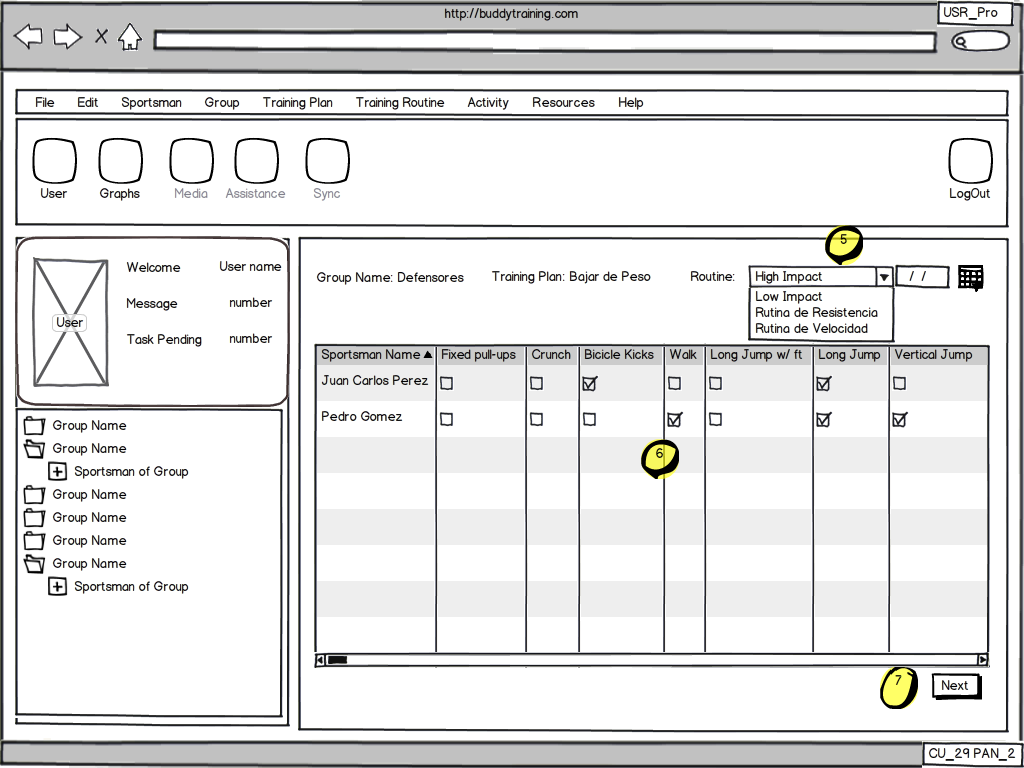 http://buddytraining.com
USR_Pro
X
File Edit Sportsman Group Training Plan Training Routine Activity Resources Help
User Graphs Media Assistance Sync LogOut
Welcome User name
Message number
User
Task Pending number
Group Name
Group Name
Sportsman of Group
Group Name
Group Name
Group Name
Group Name
Sportsman of Group
5
Group Name: Defensores Training Plan: Bajar de Peso Routine: High Impact / /
Low Impact
Rutina de Resistencia
Rutina de Velocidad
Sportsman Name Fixed pull-ups Crunch Bicicle Kicks Walk Long Jump w/ ft Long Jump Vertical Jump
Juan Carlos Perez
Pedro Gomez
6
7
Next
CU_29 PAN_2